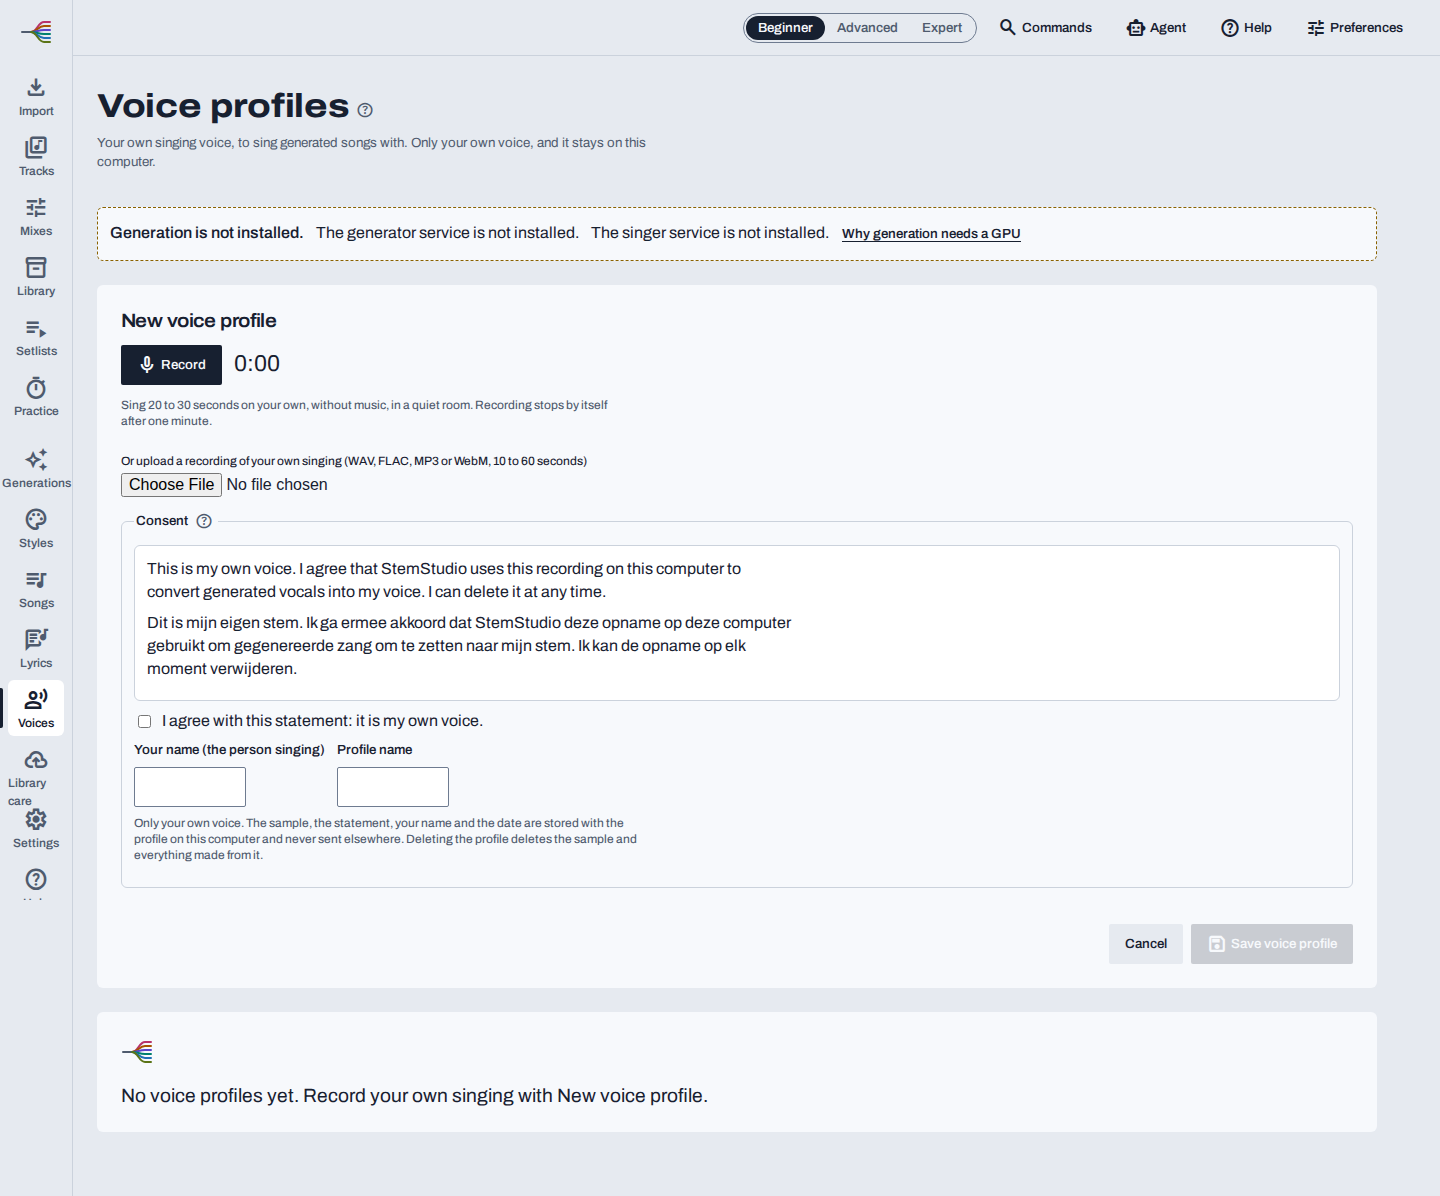 Beginner
Advanced
Expert
Commands
Agent
Help
Preferences
Import
Tracks
Mixes
Library
Setlists
Practice
Generations
Styles
Songs
Lyrics
Voices
Library
care
Settings
Voice profiles
Your own singing voice, to sing generated songs with. Only your own voice, and it stays on this
computer.
Generation is not installed. The generator service is not installed. The singer service is not installed. Why generation needs a GPU
New voice profile
Record 0:00
Sing 20 to 30 seconds on your own, without music, in a quiet room. Recording stops by itself
after one minute.
Or upload a recording of your own singing (WAV, FLAC, MP3 or WebM, 10 to 60 seconds)
Choose File No file chosen
Consent
This is my own voice. I agree that StemStudio uses this recording on this computer to
convert generated vocals into my voice. I can delete it at any time.
Dit is mijn eigen stem. Ik ga ermee akkoord dat StemStudio deze opname op deze computer
gebruikt om gegenereerde zang om te zetten naar mijn stem. Ik kan de opname op elk
moment verwijderen.
I agree with this statement: it is my own voice.
Your name (the person singing) Profile name
Only your own voice. The sample, the statement, your name and the date are stored with the
profile on this computer and never sent elsewhere. Deleting the profile deletes the sample and
everything made from it.
Cancel
Save voice profile
No voice profiles yet. Record your own singing with New voice profile.